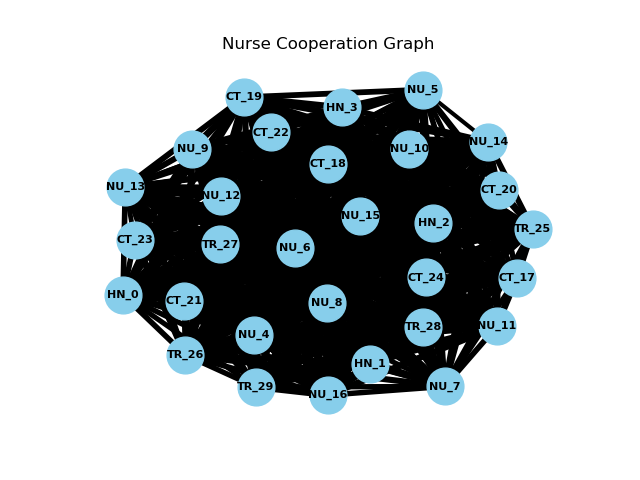 Nurse Cooperation Graph
NU_5
CT_19
HN_3
CT_22
NU_14
NU_9
NU_10
CT_18
NU_13
CT_20
NU_12
NU_15
HN_2
TR_25
CT_23
TR_27
NU_6
CT_24
CT_17
HN_0
CT_21
NU_8
TR_28
NU_11
NU_4
TR_26
HN_1
TR_29
NU_7
NU_16